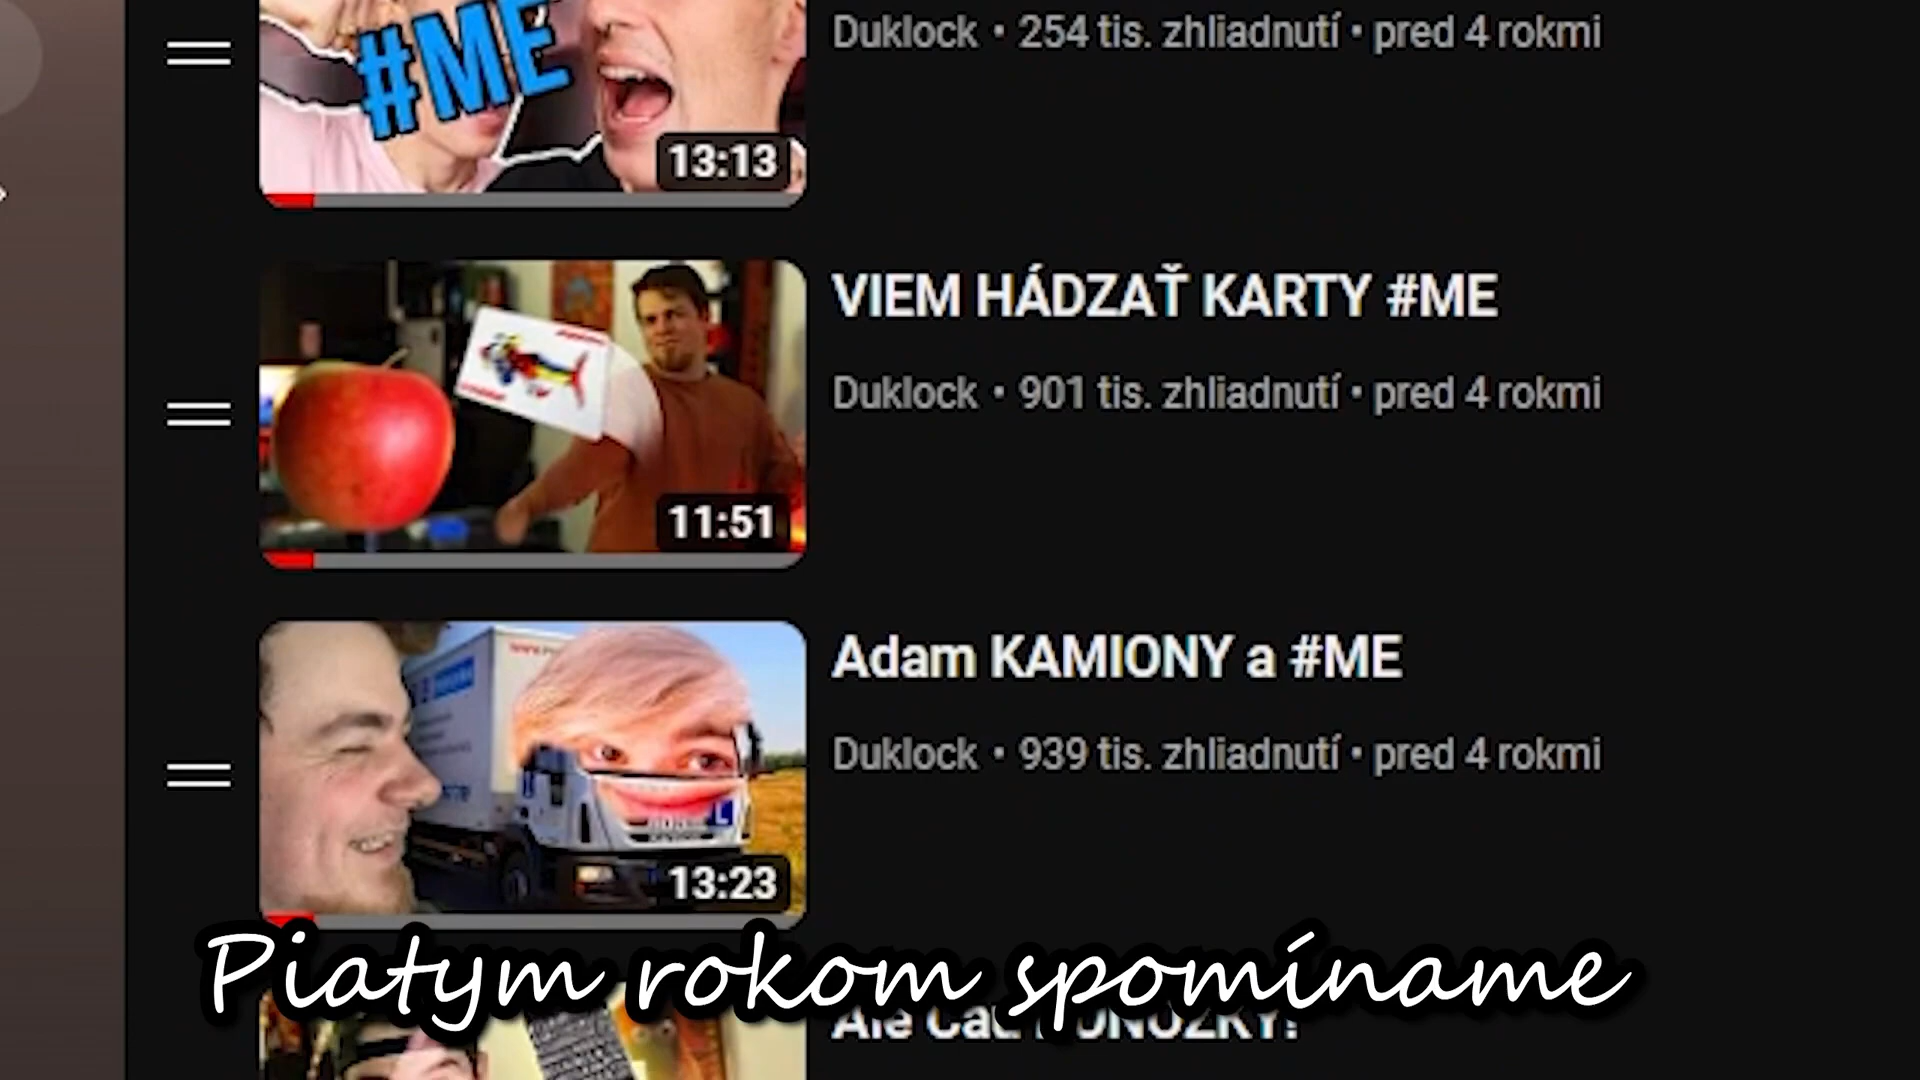 #ME
Duklock • 254 tis. zhliadnutí • pred 4 rokmi
13:13
VIEM HÁDZAŤ KARTY #ME
Duklock • 901 tis. zhliadnutí • pred 4 rokmi
11:51
Adam KAMIONY a #ME
Duklock • 939 tis. zhliadnutí • pred 4 rokmi
L
13:23
Piatym rokom spomíname
Ale